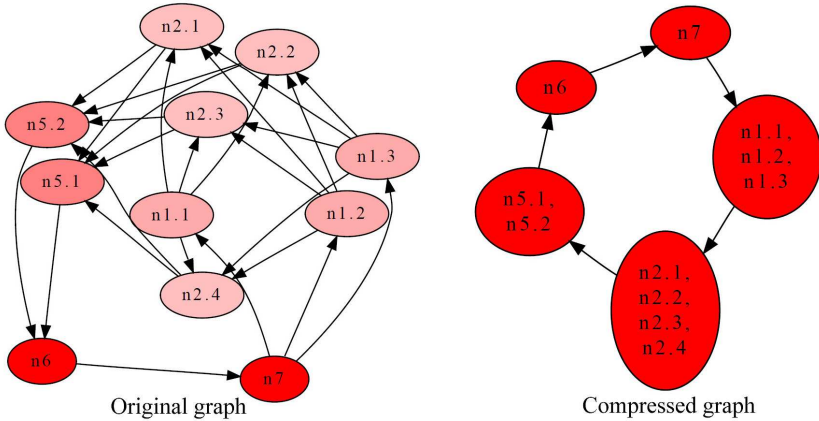 n2.1
n2.2
n5.2
n2.3
n1.3
n5.1
n1.1
n1.2
n2.4
n6
n7
Original graph
n7
n6
n1.1,
n1.2,
n1.3
n5.1,
n5.2
n2.1,
n2.2,
n2.3,
n2.4
Compressed graph